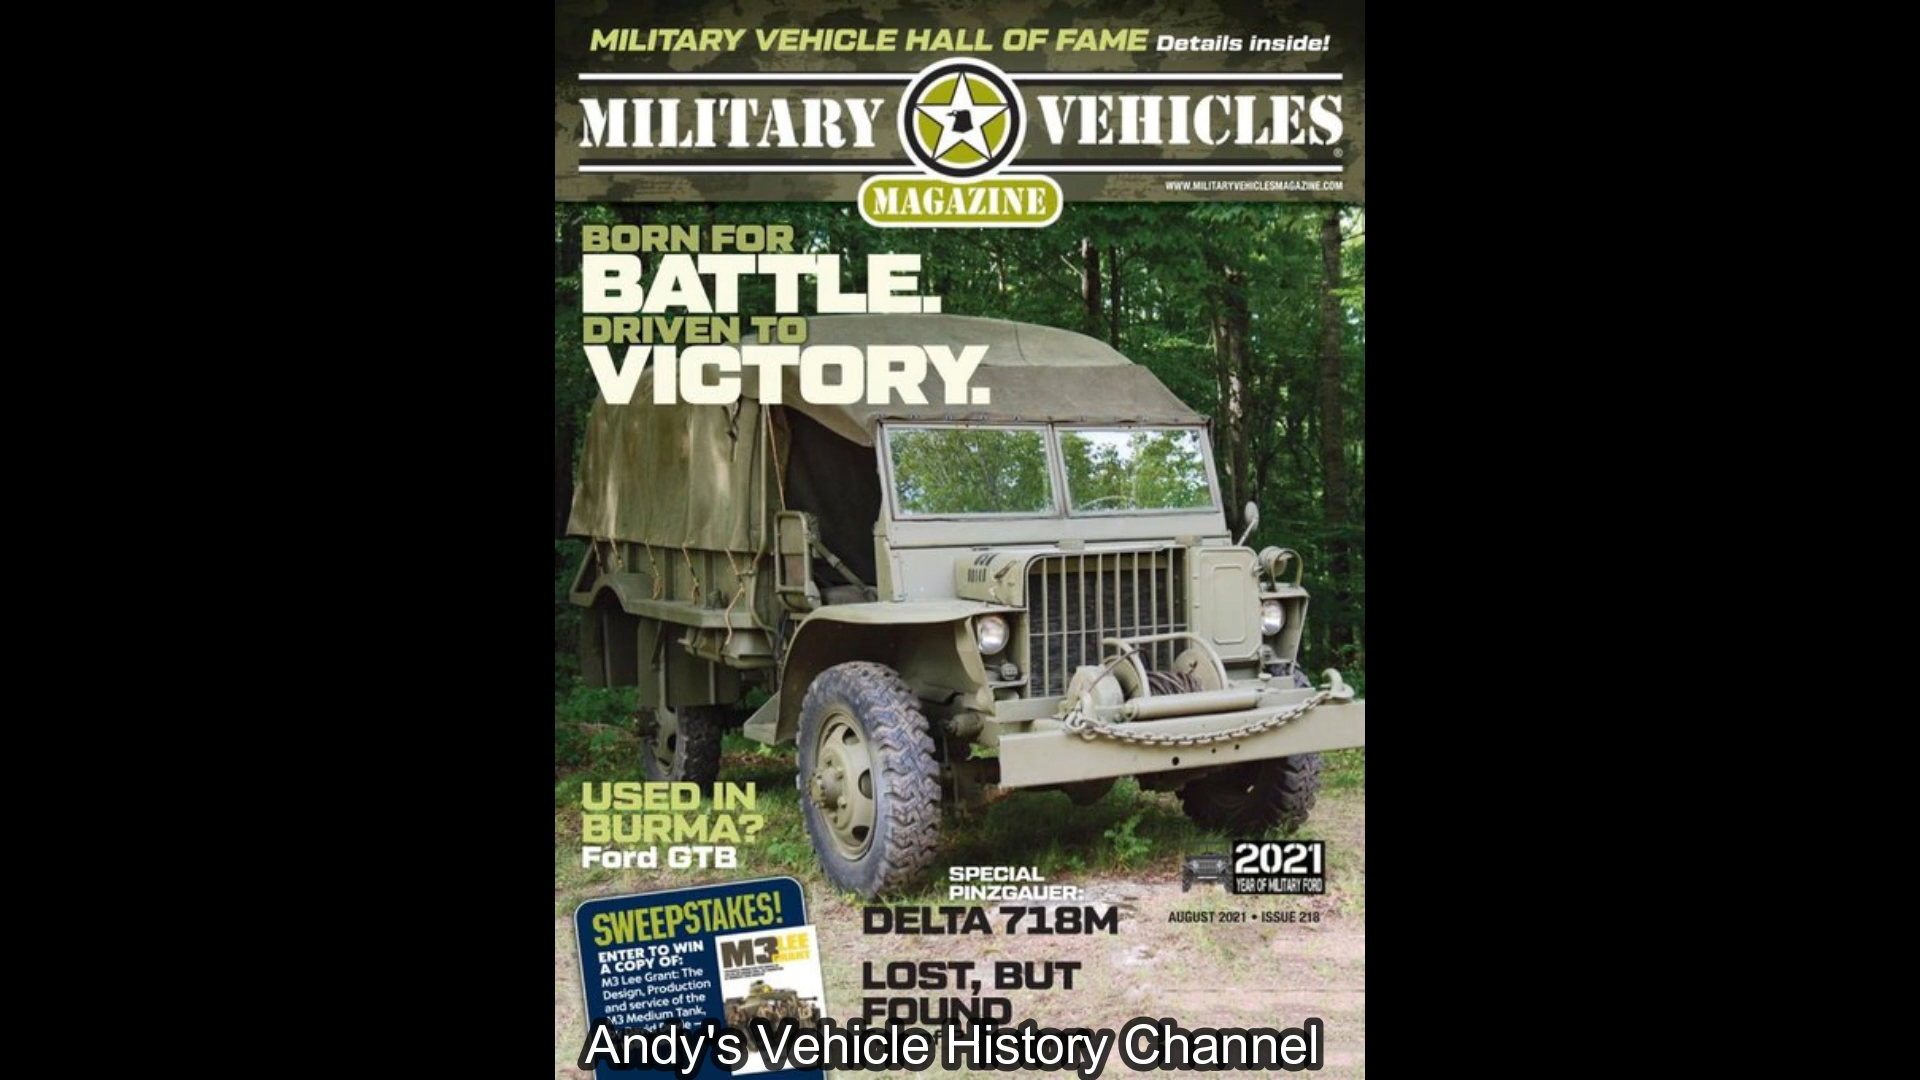 MILITARY VEHICLE HALL OF FAME Details inside!
MILITARY VEHICLES
MAGAZINE
WWW.MILITARYVEHICLESMAGAZINE.COM
BORN FOR
BATTLE.
DRIVEN TO
VICTORY.
USED IN
BURMA?
Ford GTB
2021
YEAR OF MILITARY FORD
SPECIAL
PINZGAUER:
DELTA 718M
AUGUST 2021 • ISSUE 218
SWEEPSTAKES!
ENTER TO WIN
A COPY OF:
M3 Lee Grant: The
Design, Production
and service of the
M3 Medium Tank,
M3 LEE
GRANT
LOST, BUT
FOUND
Andy's Vehicle History Channel